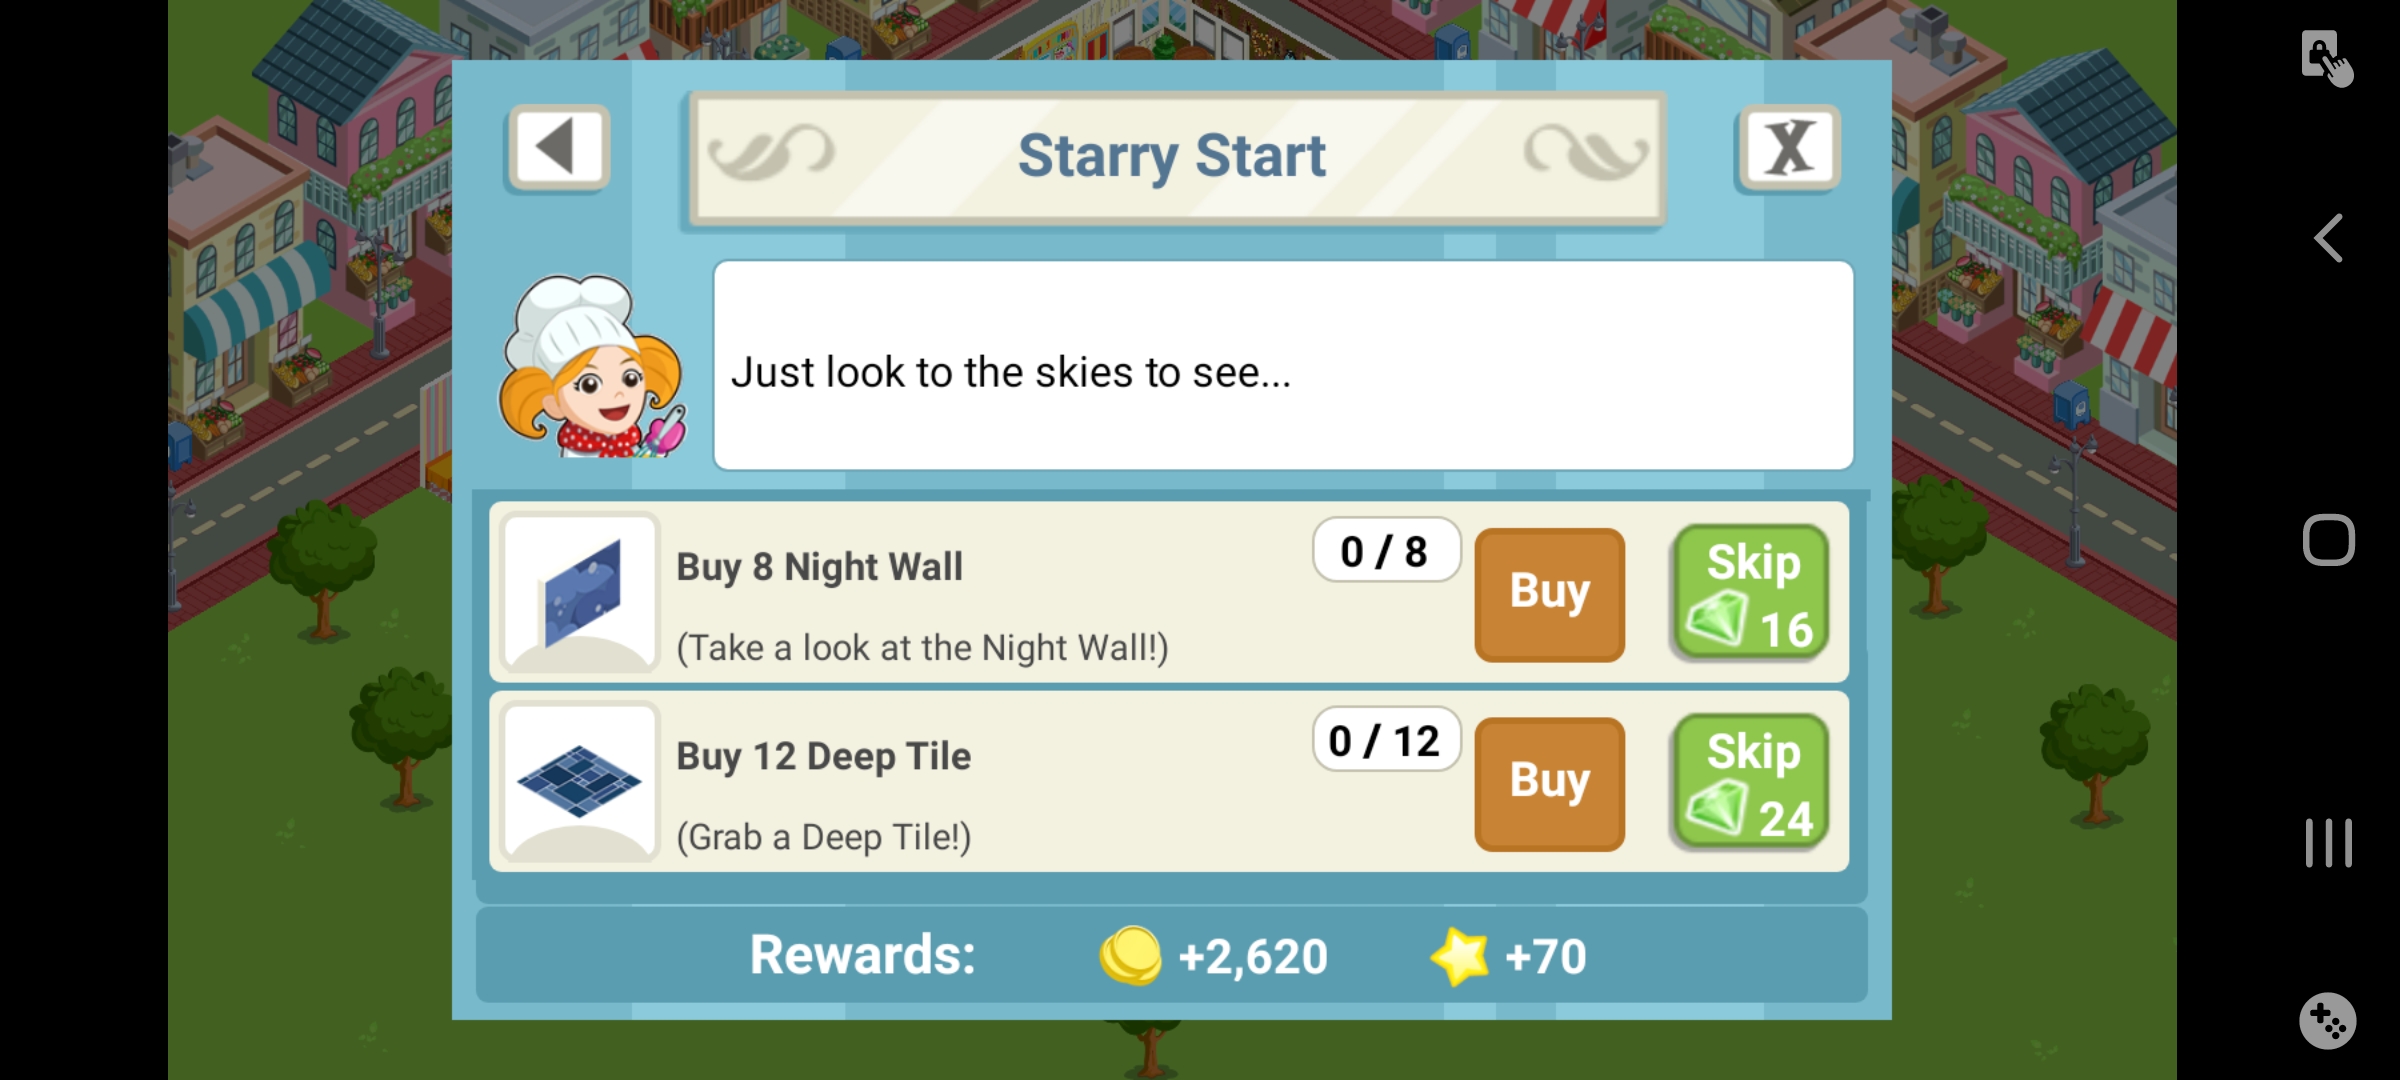 Starry Start
X
Just look to the skies to see...
Buy 8 Night Wall
0 / 8
Buy
Skip
16
(Take a look at the Night Wall!)
Buy 12 Deep Tile
0 / 12
Buy
Skip
24
(Grab a Deep Tile!)
Rewards: +2,620 +70